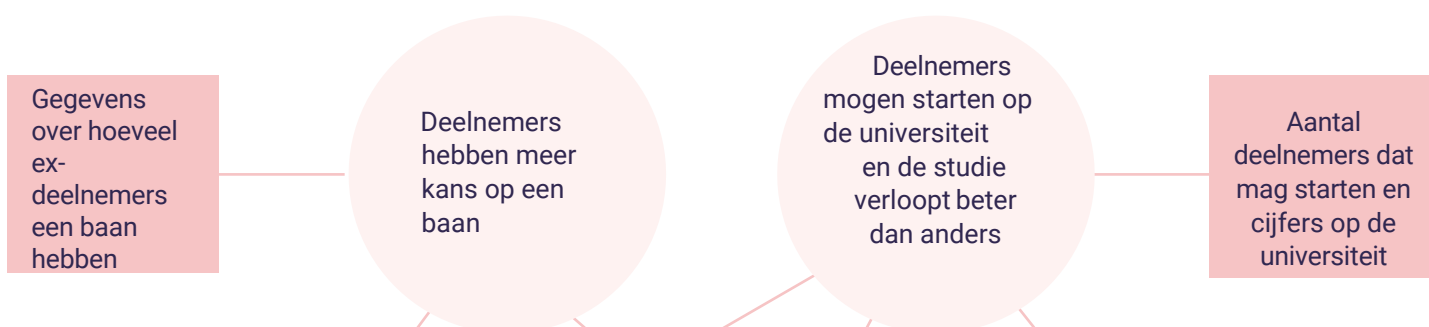 Gegevens
over hoeveel
ex-
deelnemers
een baan
hebben
Deelnemers
hebben meer
kans op een
baan
Deelnemers
mogen starten op
de universiteit
en de studie
verloopt beter
dan anders
Aantal
deelnemers dat
mag starten en
cijfers op de
universiteit